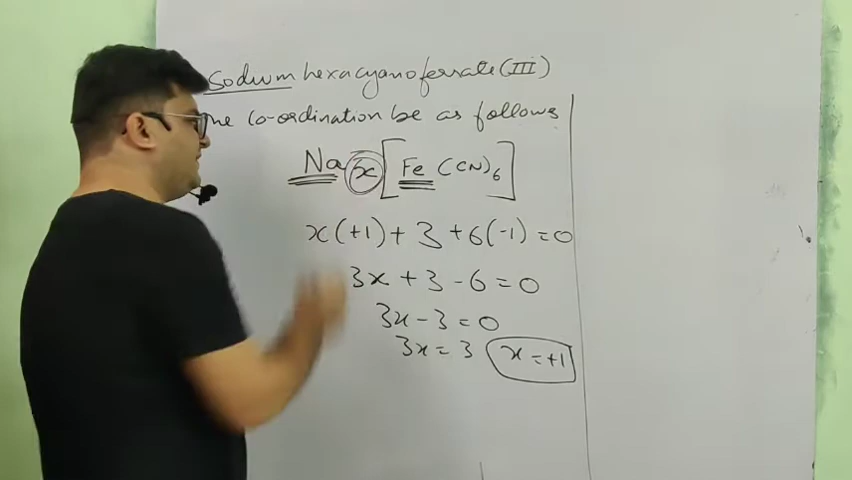 Sodium hexacyanoferrate (III)
Co-ordination be as follows
Na x [Fe (CN)6
x(+1) + 3 + 6(-1) = 0
3x + 3 - 6 = 0
3x - 3 = 0
3x = 3 x = +1